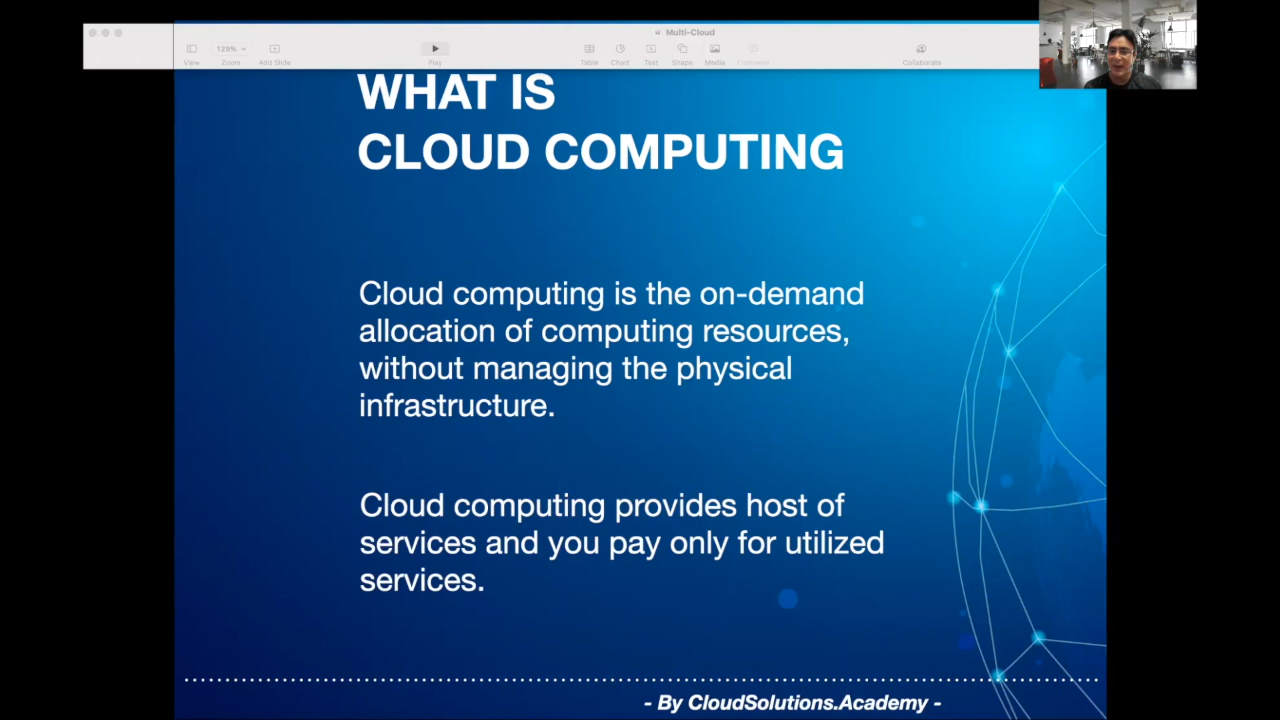 Multi-Cloud
129%
View
Zoom
Add Slide
Play
Table
Chart
Text
Shape
Media
Comment
Collaborate
WHAT IS
CLOUD COMPUTING
Cloud computing is the on-demand
allocation of computing resources,
without managing the physical
infrastructure.
Cloud computing provides host of
services and you pay only for utilized
services.
- By CloudSolutions.Academy -